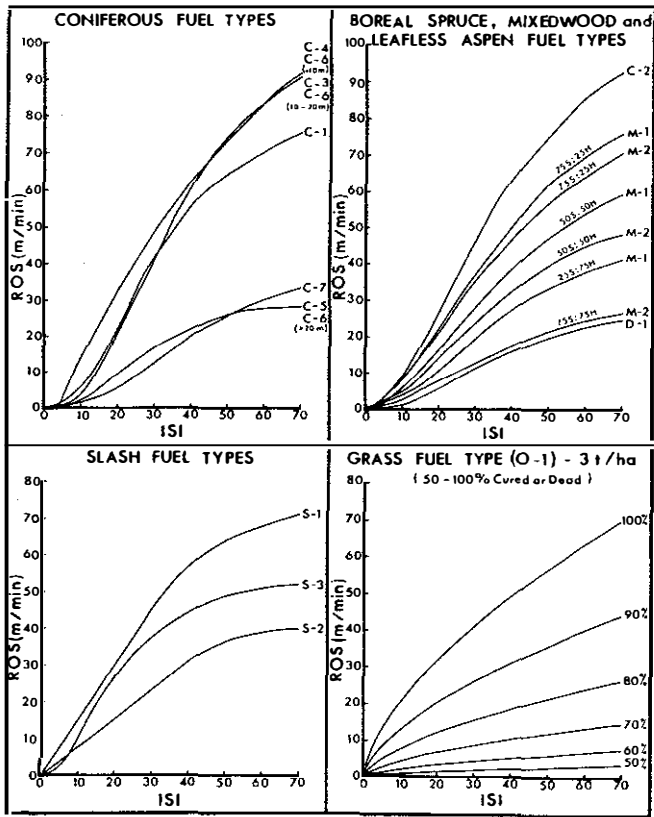 CONIFEROUS FUEL TYPES
C-4
C-6
(<10m)
C-3
C-6
(10-20m)
C-1
C-7
C-5
C-6
(>20m)
ROS (m/min)
90
80
70
60
50
40
30
20
10
0
0 10 20 30 40 50 60 70
ISI
BOREAL SPRUCE, MIXEDWOOD and
LEAFLESS ASPEN FUEL TYPES
C-2
75S:25H M-1
75S:25H M-2
50S:50H M-1
50S:50H M-2
25S:75H M-1
M-2
D-1
ROS (m/min)
90
80
70
60
50
40
30
20
10
0
0 10 20 30 40 50 60 70
ISI
SLASH FUEL TYPES
S-1
S-3
S-2
ROS(m/min)
80
70
60
50
40
30
20
10
0
0 10 20 30 40 50 60 70
ISI
GRASS FUEL TYPE (O-1) - 3 t/ha
( 50-100% Cured or Dead )
100%
90%
80%
70%
60%
50%
ROS(m/min)
80
70
60
50
40
30
20
10
0
0 10 20 30 40 50 60 70
ISI